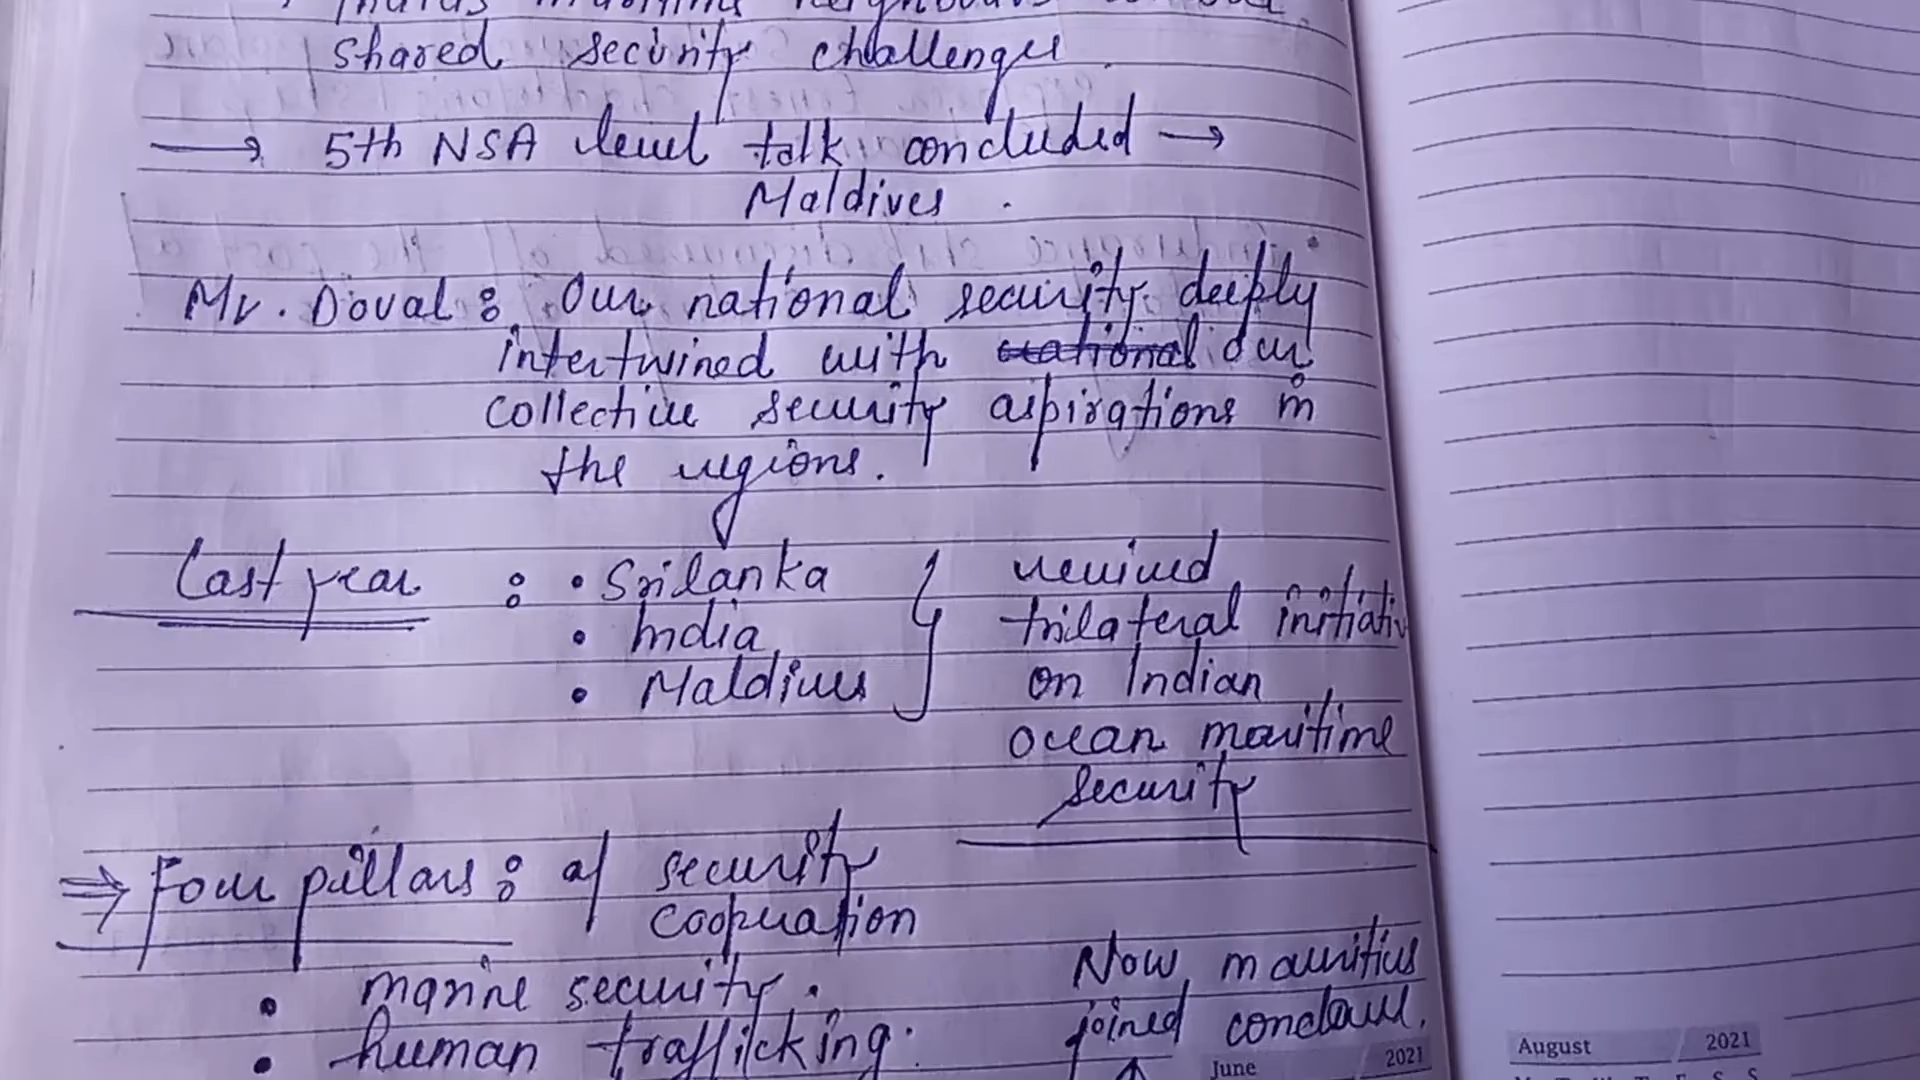 shared security challenges.
→ 5th NSA level talk concluded →
Maldives.
Mr. Doval : Our national security deeply
intertwined with national our
collective security aspirations in
the regions.
Last year : • Srilanka
• India
• Maldives
revived
trilateral initiativ
on Indian
ocean maritime
security
⇒ Four pillars : of security
cooperation
• marine security.
• human trafficking.
Now mauritius
joined conclave.
June 2021
August 2021